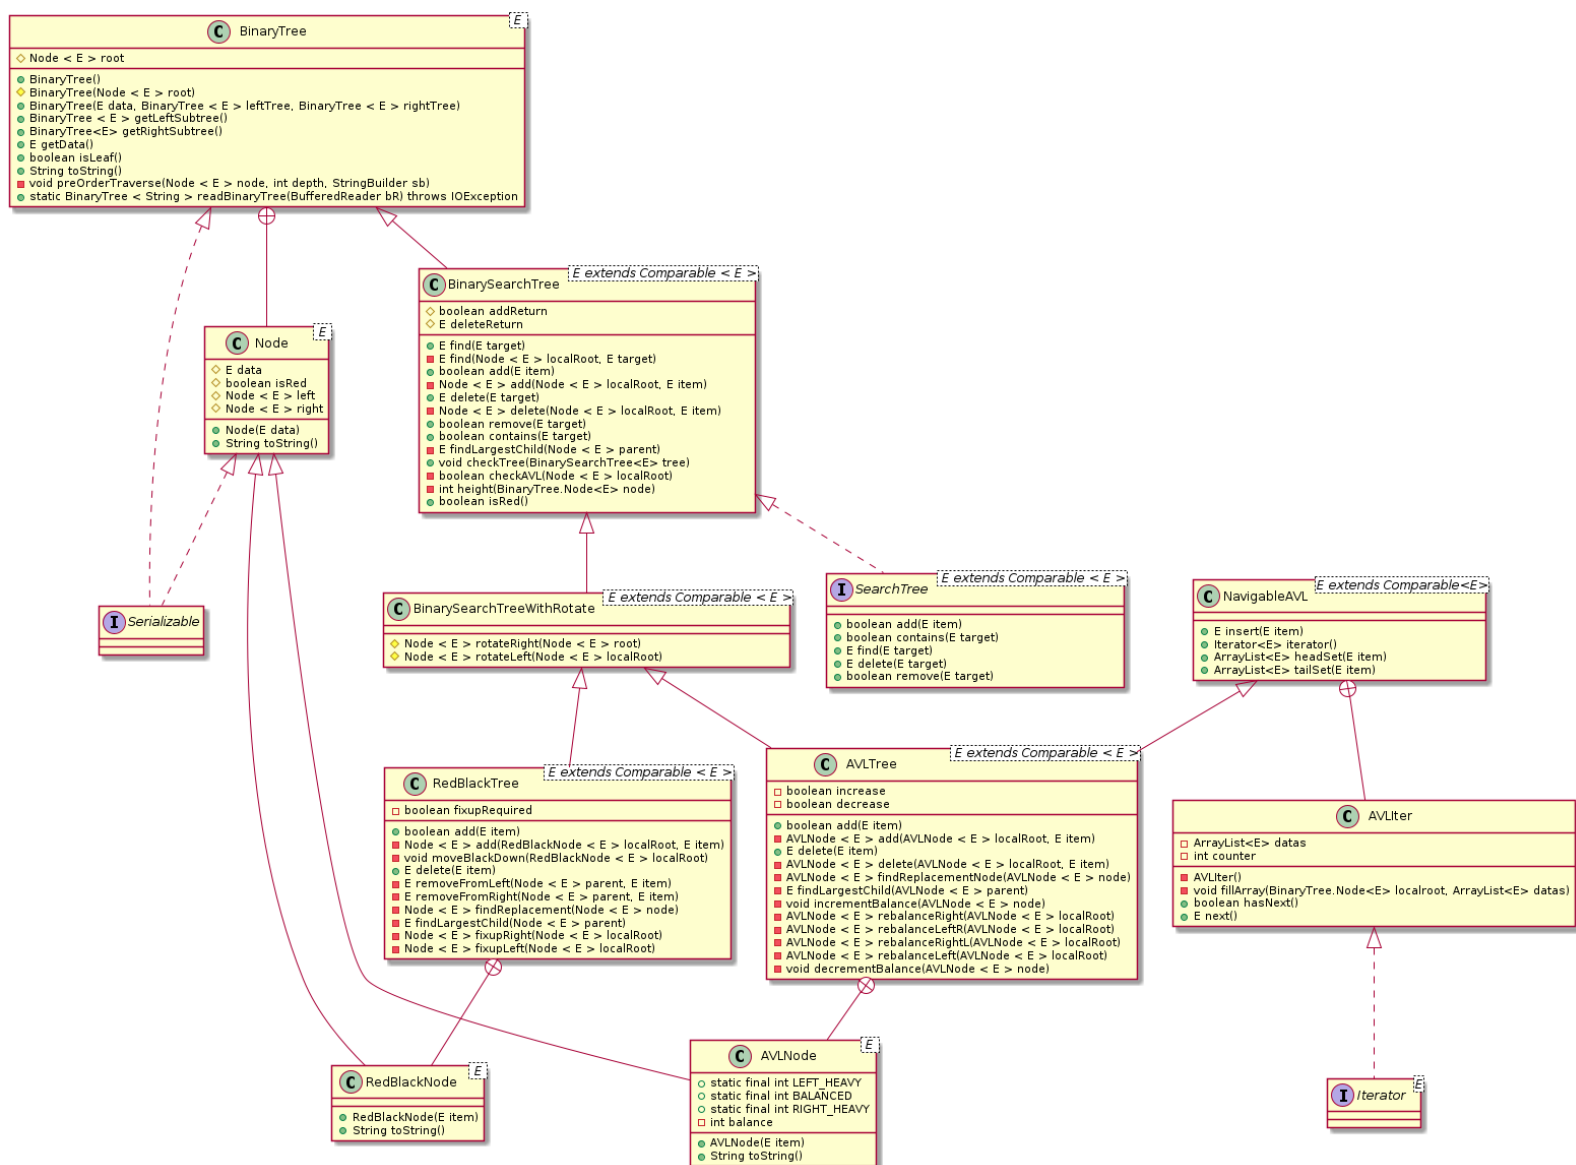 BinaryTree
E
Node < E > root
BinaryTree()
BinaryTree(Node < E > root)
BinaryTree(E data, BinaryTree < E > leftTree, BinaryTree < E > rightTree)
BinaryTree < E > getLeftSubtree()
BinaryTree<E> getRightSubtree()
E getData()
boolean isLeaf()
String toString()
void preOrderTraverse(Node < E > node, int depth, StringBuilder sb)
static BinaryTree < String > readBinaryTree(BufferedReader bR) throws IOException
BinarySearchTree
E extends Comparable < E >
boolean addReturn
E deleteReturn
E find(E target)
E find(Node < E > localRoot, E target)
boolean add(E item)
Node < E > add(Node < E > localRoot, E item)
E delete(E target)
Node < E > delete(Node < E > localRoot, E item)
boolean remove(E target)
boolean contains(E target)
E findLargestChild(Node < E > parent)
void checkTree(BinarySearchTree<E> tree)
boolean checkAVL(Node < E > localRoot)
int height(BinaryTree.Node<E> node)
boolean isRed()
Node
E
E data
boolean isRed
Node < E > left
Node < E > right
Node(E data)
String toString()
Serializable
BinarySearchTreeWithRotate
E extends Comparable < E >
Node < E > rotateRight(Node < E > root)
Node < E > rotateLeft(Node < E > localRoot)
SearchTree
E extends Comparable < E >
boolean add(E item)
boolean contains(E target)
E find(E target)
E delete(E target)
boolean remove(E target)
NavigableAVL
E extends Comparable<E>
E insert(E item)
Iterator<E> iterator()
ArrayList<E> headSet(E item)
ArrayList<E> tailSet(E item)
RedBlackTree
E extends Comparable < E >
boolean fixupRequired
boolean add(E item)
Node < E > add(RedBlackNode < E > localRoot, E item)
void moveBlackDown(RedBlackNode < E > localRoot)
E delete(E item)
E removeFromLeft(Node < E > parent, E item)
E removeFromRight(Node < E > parent, E item)
Node < E > findReplacement(Node < E > node)
E findLargestChild(Node < E > parent)
Node < E > fixupRight(Node < E > localRoot)
Node < E > fixupLeft(Node < E > localRoot)
AVLTree
E extends Comparable < E >
boolean increase
boolean decrease
boolean add(E item)
AVLNode < E > add(AVLNode < E > localRoot, E item)
E delete(E item)
AVLNode < E > delete(AVLNode < E > localRoot, E item)
AVLNode < E > findReplacementNode(AVLNode < E > node)
E findLargestChild(AVLNode < E > parent)
void incrementBalance(AVLNode < E > node)
AVLNode < E > rebalanceRight(AVLNode < E > localRoot)
AVLNode < E > rebalanceLeftR(AVLNode < E > localRoot)
AVLNode < E > rebalanceRightL(AVLNode < E > localRoot)
AVLNode < E > rebalanceLeft(AVLNode < E > localRoot)
void decrementBalance(AVLNode < E > node)
AVLIter
ArrayList<E> datas
int counter
AVLIter()
void fillArray(BinaryTree.Node<E> localroot, ArrayList<E> datas)
boolean hasNext()
E next()
RedBlackNode
E
RedBlackNode(E item)
String toString()
AVLNode
E
static final int LEFT_HEAVY
static final int BALANCED
static final int RIGHT_HEAVY
int balance
AVLNode(E item)
String toString()
Iterator
E